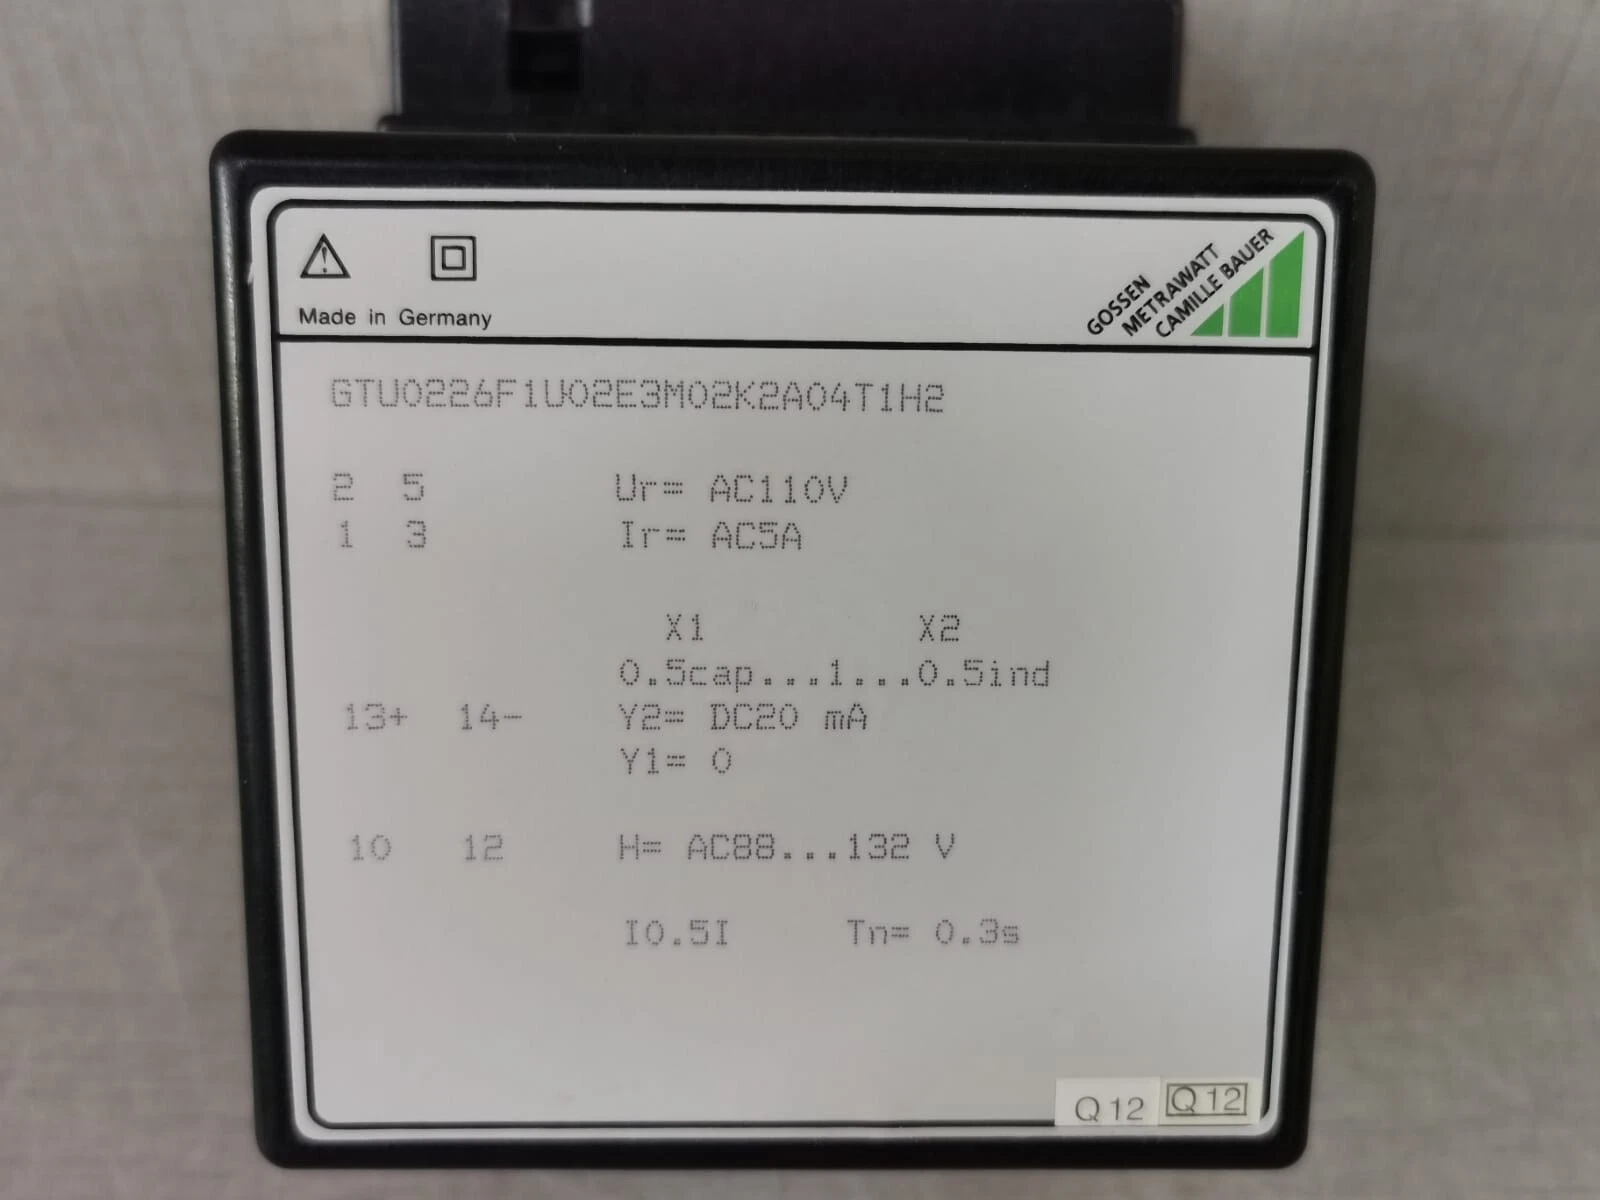 Made in Germany
GOSSEN
METRAWATT
CAMILLE BAUER
GTU0226F1U02E3M02K2A04T1H2
2 5 Ur= AC110V
1 3 Ir= AC5A
X1 X2
0.5cap...1...0.5ind
13+ 14- Y2= DC20 mA
Y1= 0
10 12 H= AC88...132 V
I0.5I Tn= 0.3s
Q 12 Q 12